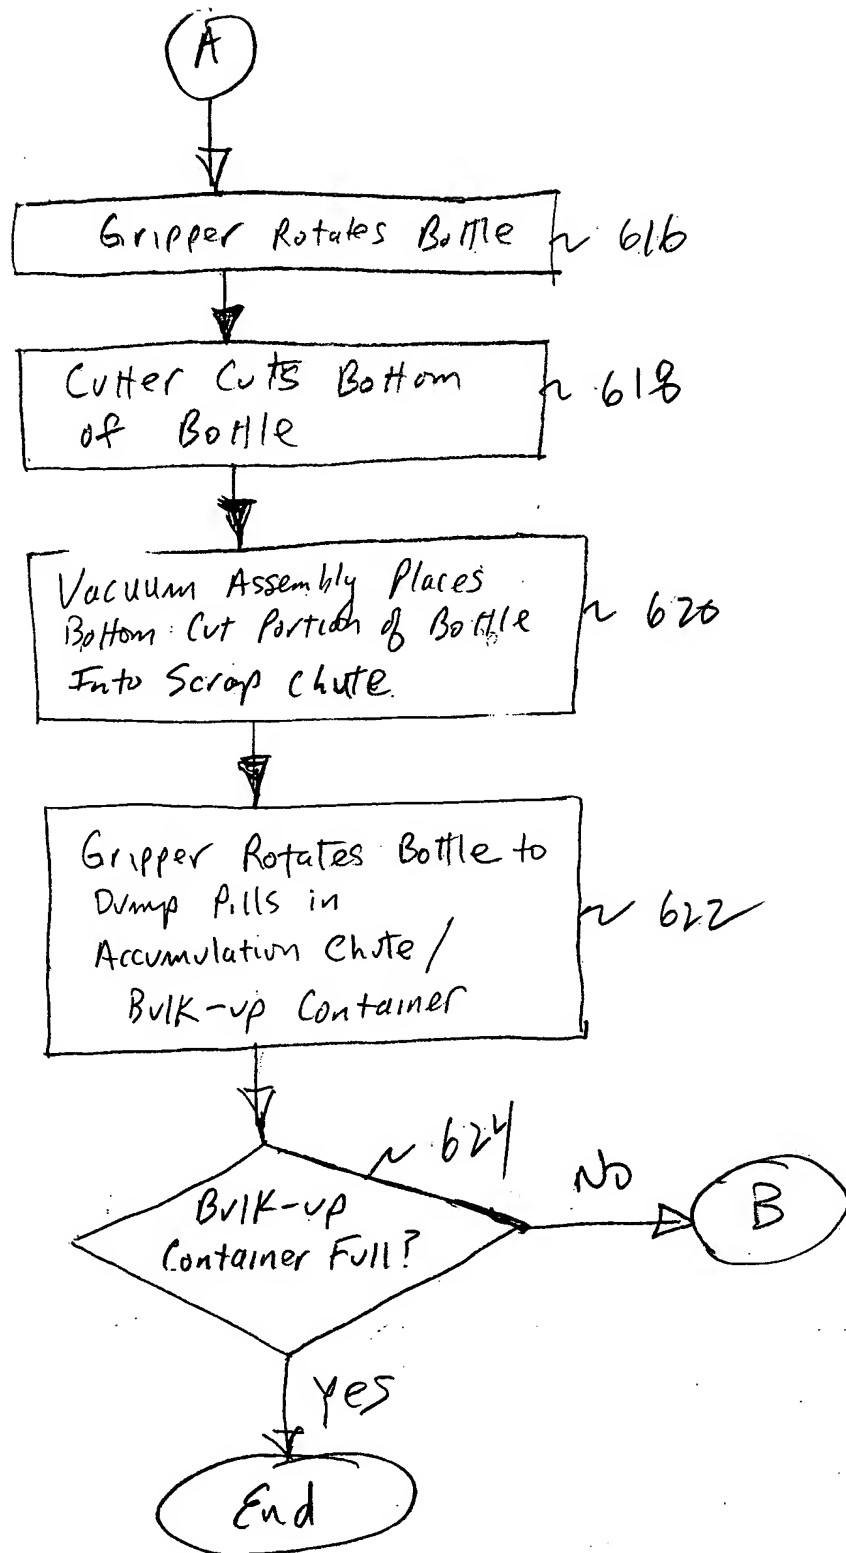 A
Gripper Rotates Bottle ~ 616
Cutter Cuts Bottom ~ 618
of Bottle
Vacuum Assembly Places
Bottom Cut Portion of Bottle ~ 620
Into Scrap Chute.
Gripper Rotates Bottle to
Dump Pills in ~ 622
Accumulation Chute /
Bulk-up Container
~ 624
No
B
Bulk-up
Container Full?
Yes
End